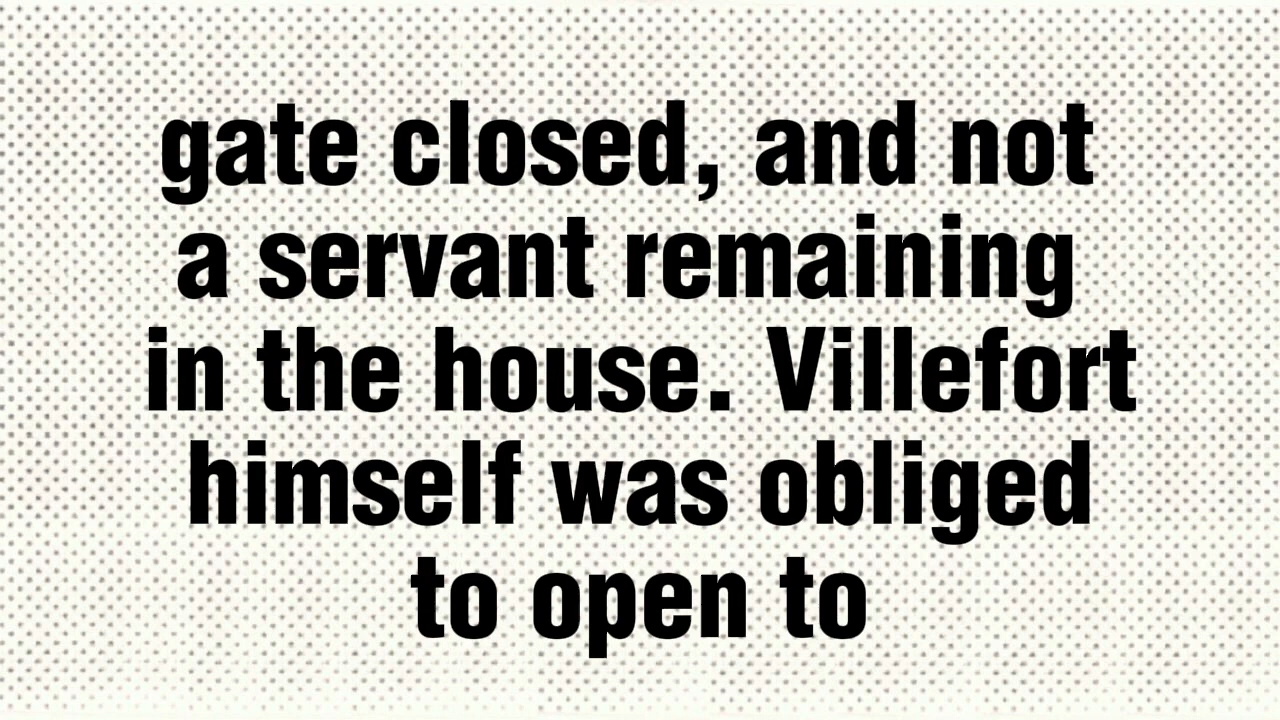 gate closed, and not
a servant remaining
in the house. Villefort
himself was obliged
to open to